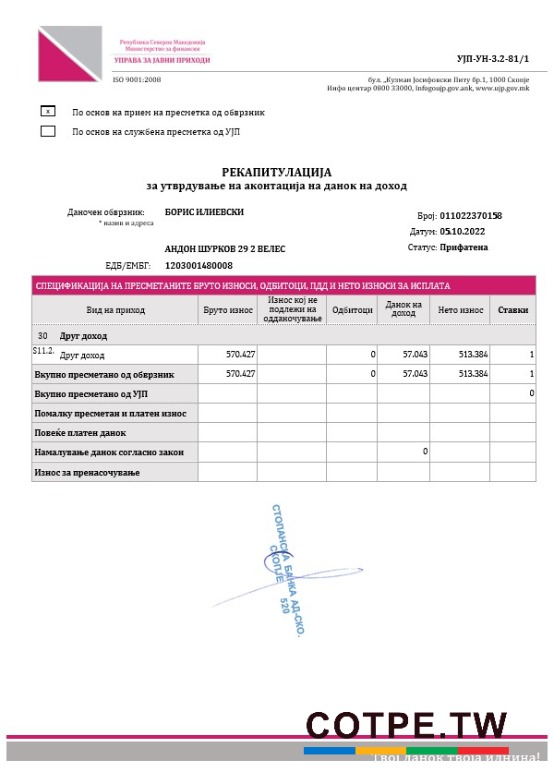 Република Северна Македонија
Министерство за финансии
УПРАВА ЗА ЈАВНИ ПРИХОДИ
УЈП-УН-3.2-81/1
ISO 9001:2008
бул. „Кузман Јосифовски Питу бр.1, 1000 Скопје
Инфо центар 0800 33000, infogoujp.gov.ank, www.ujp.gov.mk
x По основ на прием на пресметка од обврзник
По основ на службена пресметка од УЈП
РЕКАПИТУЛАЦИЈА
за утврдување на аконтација на данок на доход
Даночен обврзник: БОРИС ИЛИЕВСКИ
* назив и адреса
Број: 011022370158
Датум: 05.10.2022
АНДОН ШУРКОВ 29 2 ВЕЛЕС
Статус: Прифатена
ЕДБ/ЕМБГ: 1203001480008
СПЕЦИФИКАЦИЈА НА ПРЕСМЕТАНИТЕ БРУТО ИЗНОСИ, ОДБИТОЦИ, ПДД И НЕТО ИЗНОСИ ЗА ИСПЛАТА
Вид на приход Бруто износ Износ кој не подлежи на одданочување Одбитоци Данок на доход Нето износ Ставки
30 Друг доход
S11.2. Друг доход 570.427 0 57.043 513.384 1
Вкупно пресметано од обврзник 570.427 0 57.043 513.384 1
Вкупно пресметано од УЈП 0
Помалку пресметан и платен износ
Повеќе платен данок
Намалување данок согласно закон 0
Износ за пренасочување
СТОПАНСКА БАНКА АД-СКО.
СКОПЈЕ 520
COTPE.TW
Твој данок твоја иднина!